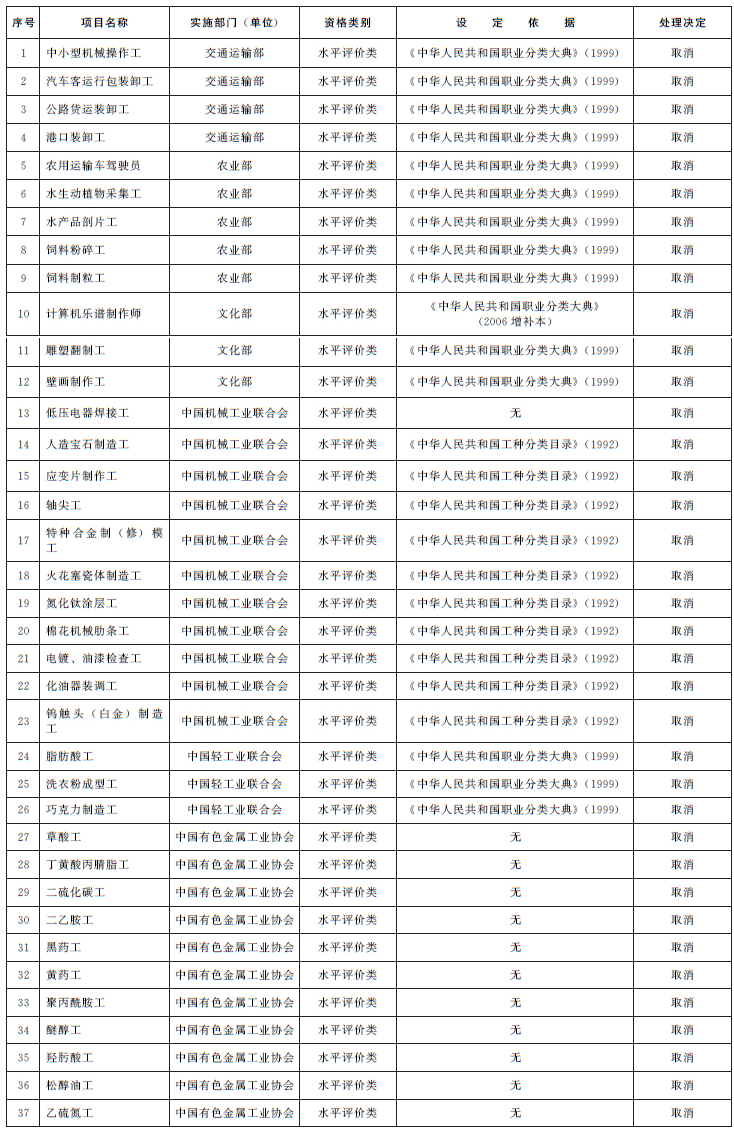 序号 项目名称 实施部门（单位） 资格类别 设 定 依 据 处理决定
1 中小型机械操作工 交通运输部 水平评价类 《中华人民共和国职业分类大典》（1999） 取消
2 汽车客运行包装卸工 交通运输部 水平评价类 《中华人民共和国职业分类大典》（1999） 取消
3 公路货运装卸工 交通运输部 水平评价类 《中华人民共和国职业分类大典》（1999） 取消
4 港口装卸工 交通运输部 水平评价类 《中华人民共和国职业分类大典》（1999） 取消
5 农用运输车驾驶员 农业部 水平评价类 《中华人民共和国职业分类大典》（1999） 取消
6 水生动植物采集工 农业部 水平评价类 《中华人民共和国职业分类大典》（1999） 取消
7 水产品剖片工 农业部 水平评价类 《中华人民共和国职业分类大典》（1999） 取消
8 饲料粉碎工 农业部 水平评价类 《中华人民共和国职业分类大典》（1999） 取消
9 饲料制粒工 农业部 水平评价类 《中华人民共和国职业分类大典》（1999） 取消
10 计算机乐谱制作师 文化部 水平评价类 《中华人民共和国职业分类大典》
（2006 增补本） 取消
11 雕塑翻制工 文化部 水平评价类 《中华人民共和国职业分类大典》（1999） 取消
12 壁画制作工 文化部 水平评价类 《中华人民共和国职业分类大典》（1999） 取消
13 低压电器焊接工 中国机械工业联合会 水平评价类 无 取消
14 人造宝石制造工 中国机械工业联合会 水平评价类 《中华人民共和国工种分类目录》（1992） 取消
15 应变片制作工 中国机械工业联合会 水平评价类 《中华人民共和国工种分类目录》（1992） 取消
16 轴尖工 中国机械工业联合会 水平评价类 《中华人民共和国工种分类目录》（1992） 取消
17 特种合金制（修）模
工 中国机械工业联合会 水平评价类 《中华人民共和国工种分类目录》（1992） 取消
18 火花塞瓷体制造工 中国机械工业联合会 水平评价类 《中华人民共和国工种分类目录》（1992） 取消
19 氮化钛涂层工 中国机械工业联合会 水平评价类 《中华人民共和国工种分类目录》（1992） 取消
20 棉花机械肋条工 中国机械工业联合会 水平评价类 《中华人民共和国工种分类目录》（1992） 取消
21 电镀、油漆检查工 中国机械工业联合会 水平评价类 《中华人民共和国工种分类目录》（1992） 取消
22 化油器装调工 中国机械工业联合会 水平评价类 《中华人民共和国工种分类目录》（1992） 取消
23 钨触头（白金）制造
工 中国机械工业联合会 水平评价类 《中华人民共和国工种分类目录》（1992） 取消
24 脂肪酸工 中国轻工业联合会 水平评价类 《中华人民共和国职业分类大典》（1999） 取消
25 洗衣粉成型工 中国轻工业联合会 水平评价类 《中华人民共和国职业分类大典》（1999） 取消
26 巧克力制造工 中国轻工业联合会 水平评价类 《中华人民共和国职业分类大典》（1999） 取消
27 草酸工 中国有色金属工业协会 水平评价类 无 取消
28 丁黄酸丙腈脂工 中国有色金属工业协会 水平评价类 无 取消
29 二硫化碳工 中国有色金属工业协会 水平评价类 无 取消
30 二乙胺工 中国有色金属工业协会 水平评价类 无 取消
31 黑药工 中国有色金属工业协会 水平评价类 无 取消
32 黄药工 中国有色金属工业协会 水平评价类 无 取消
33 聚丙酰胺工 中国有色金属工业协会 水平评价类 无 取消
34 醚醇工 中国有色金属工业协会 水平评价类 无 取消
35 羟肟酸工 中国有色金属工业协会 水平评价类 无 取消
36 松醇油工 中国有色金属工业协会 水平评价类 无 取消
37 乙硫氮工 中国有色金属工业协会 水平评价类 无 取消